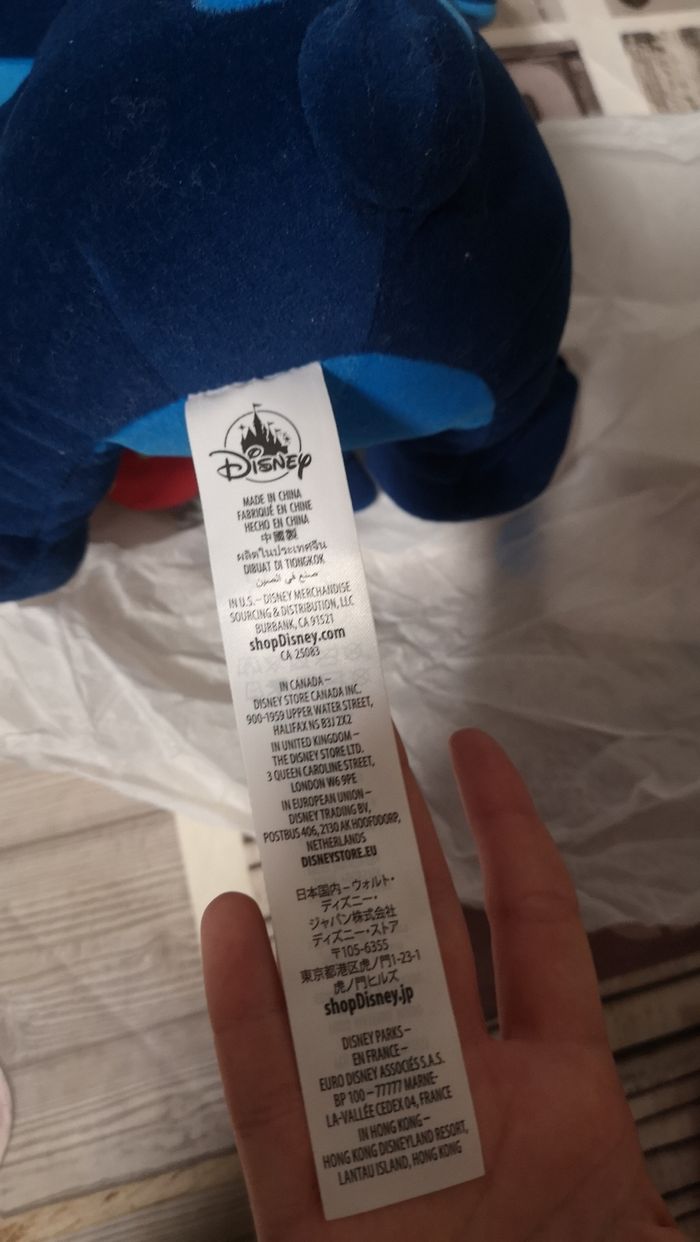 Disney
MADE IN CHINA
FABRIQUÉ EN CHINE
HECHO EN CHINA
中國製
ผลิตในประเทศจีน
DIBUAT DI TIONGKOK
صنع في الصين
IN U.S. – DISNEY MERCHANDISE
SOURCING & DISTRIBUTION, LLC
BURBANK, CA 91521
shopDisney.com
CA 25083
IN CANADA –
DISNEY STORE CANADA INC.
900-1959 UPPER WATER STREET,
HALIFAX NS B3J 2X2
IN UNITED KINGDOM –
THE DISNEY STORE LTD.
3 QUEEN CAROLINE STREET,
LONDON W6 9PE
IN EUROPEAN UNION –
DISNEY TRADING BV,
POSTBUS 406, 2130 AK HOOFDDORP,
NETHERLANDS
DISNEYSTORE.EU
日本国内 – ウォルト・
ディズニー・
ジャパン株式会社
ディズニー・ストア
〒105-6355
東京都港区虎ノ門1-23-1
虎ノ門ヒルズ
shopDisney.jp
DISNEY PARKS –
EN FRANCE –
EURO DISNEY ASSOCIÉS S.A.S.
BP 100 – 77777 MARNE-
LA-VALLÉE CEDEX 04, FRANCE
IN HONG KONG –
HONG KONG DISNEYLAND RESORT,
LANTAU ISLAND, HONG KONG